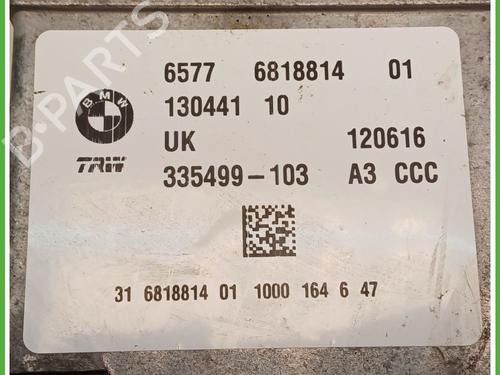 6577 6818814 01
130441 10
BMW
UK 120616
TRW 335499-103 A3 CCC
31 6818814 01 1000 164 6 47
B-PARTS